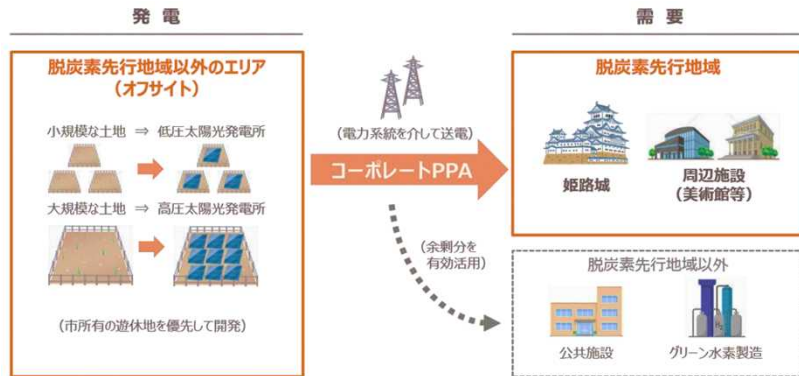 発電
脱炭素先行地域以外のエリア
(オフサイト)
小規模な土地 ⇒ 低圧太陽光発電所
大規模な土地 ⇒ 高圧太陽光発電所
(市所有の遊休地を優先して開発)
(電力系統を介して送電)
コーポレートPPA
(余剰分を
有効活用)
需要
脱炭素先行地域
姫路城
周辺施設
(美術館等)
脱炭素先行地域以外
公共施設
H₂
グリーン水素製造